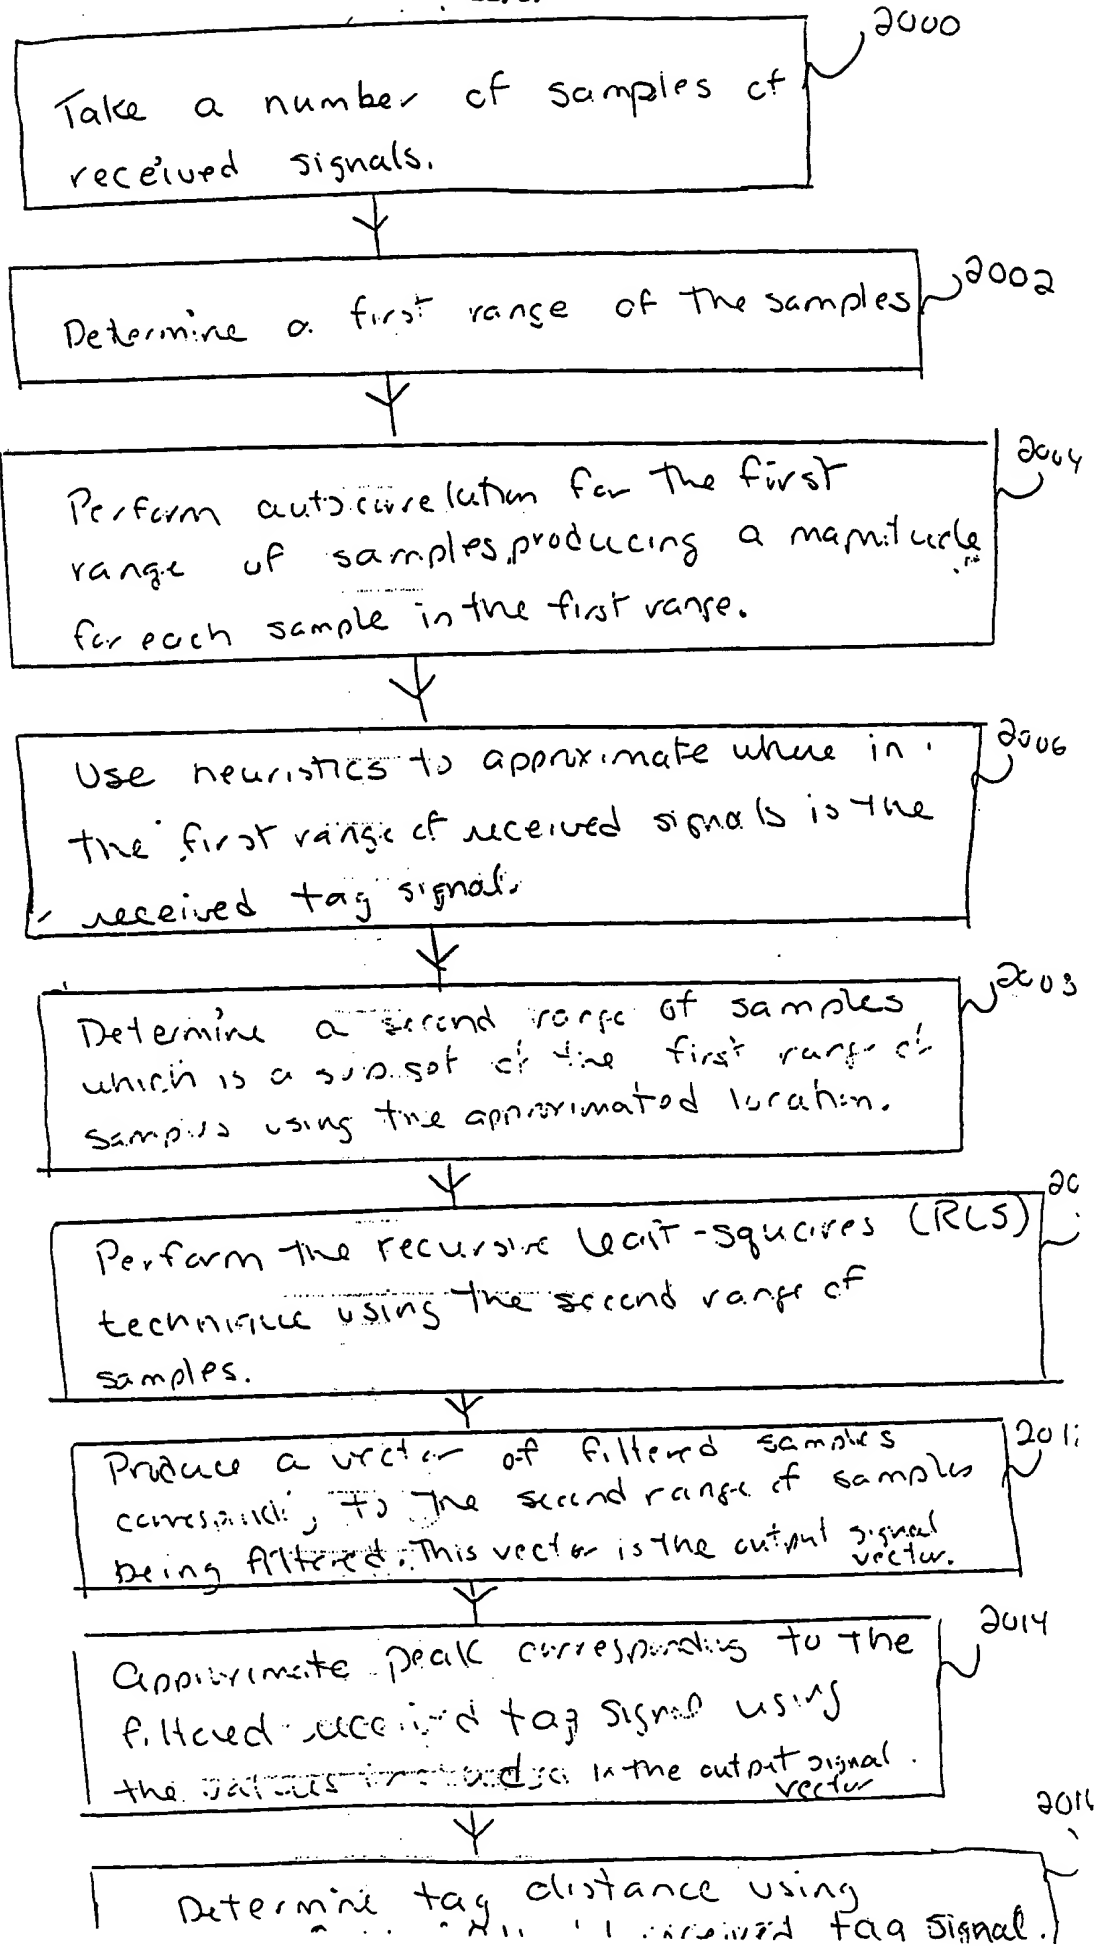 2000
Take a number of samples of
received signals.
2002
Determine a first range of the samples
2004
Perform autocorrelation for the first
range of samples, producing a magnitude
for each sample in the first range.
2006
Use heuristics to approximate where in
the first range of received signals is the
received tag signal.
2008
Determine a second range of samples
which is a subset of the first range of
samples using the approximated location.
20
Perform the recursive least-squares (RLS)
technique using the second range of
samples.
201
Produce a vector of filtered samples
corresponding to the second range of samples
being filtered. This vector is the output signal
vector.
2014
Approximate peak corresponding to the
filtered received tag signal using
the values in the output signal
vector
2016
Determine tag distance using
received tag signal.